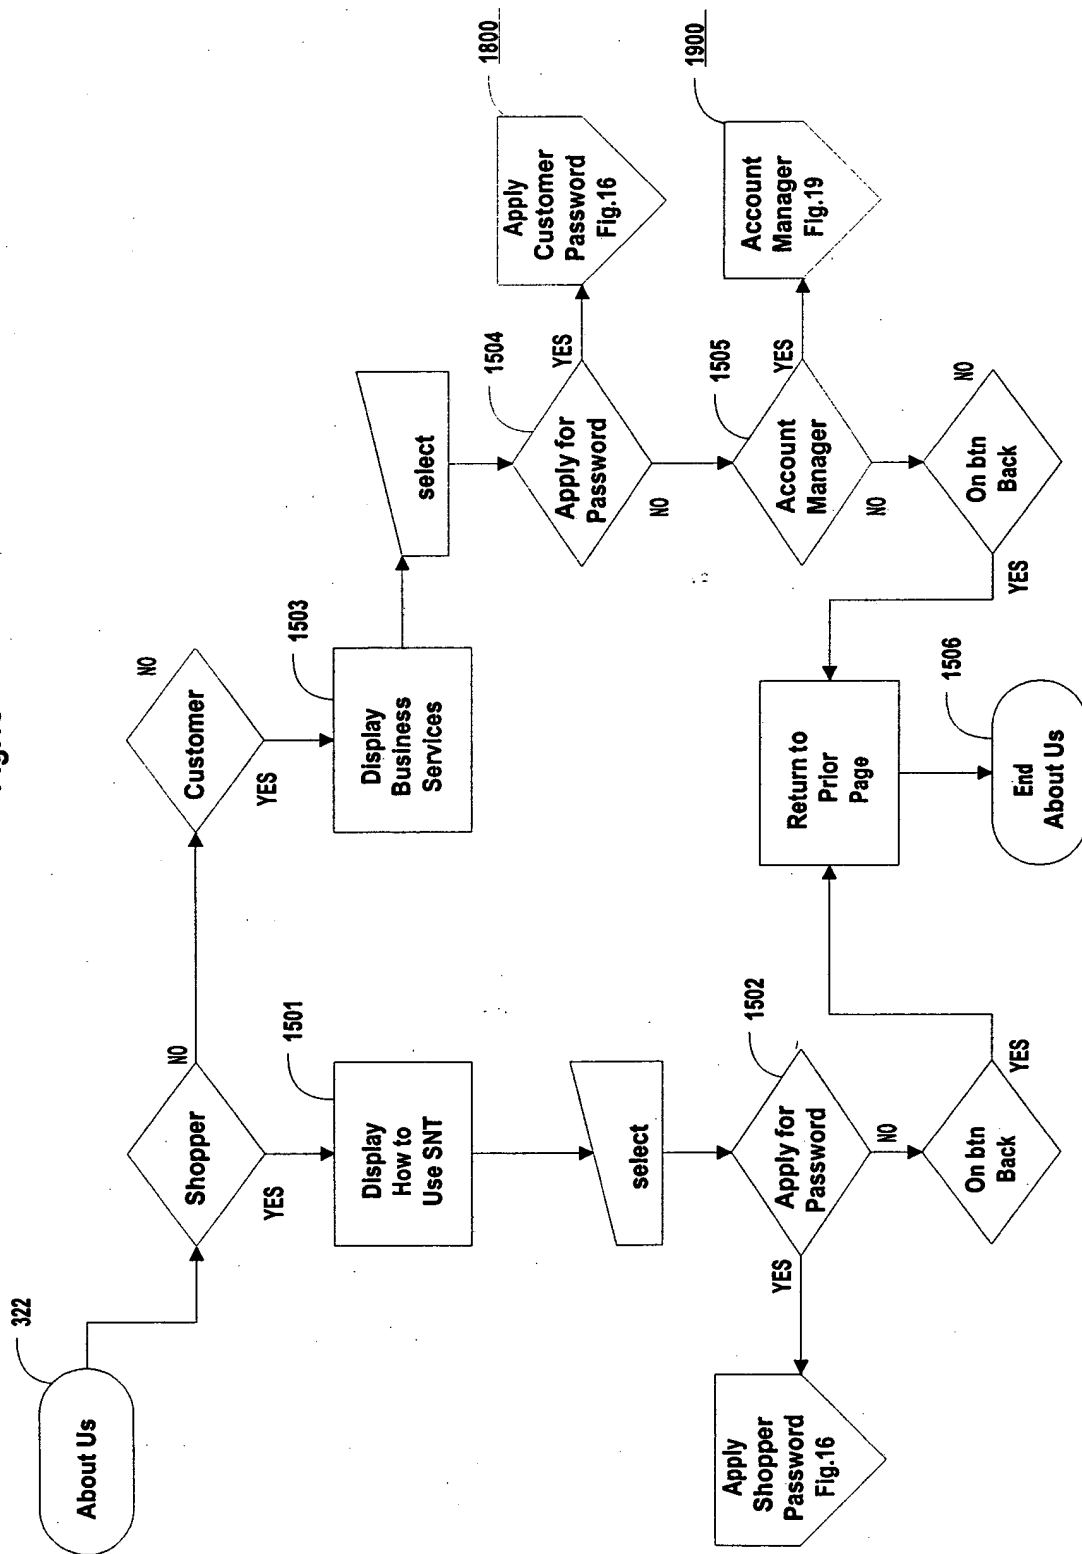 322
About Us
Shopper
NO
YES
Customer
NO
YES
1501
Display
How to
Use SNT
1503
Display
Business
Services
select
select
1502
Apply for
Password
YES
NO
Apply
Shopper
Password
Fig.16
On btn
Back
YES
1504
Apply for
Password
YES
NO
1800
Apply
Customer
Password
Fig.16
1505
Account
Manager
YES
NO
1900
Account
Manager
Fig.19
On btn
Back
NO
YES
Return to
Prior
Page
1506
End
About Us